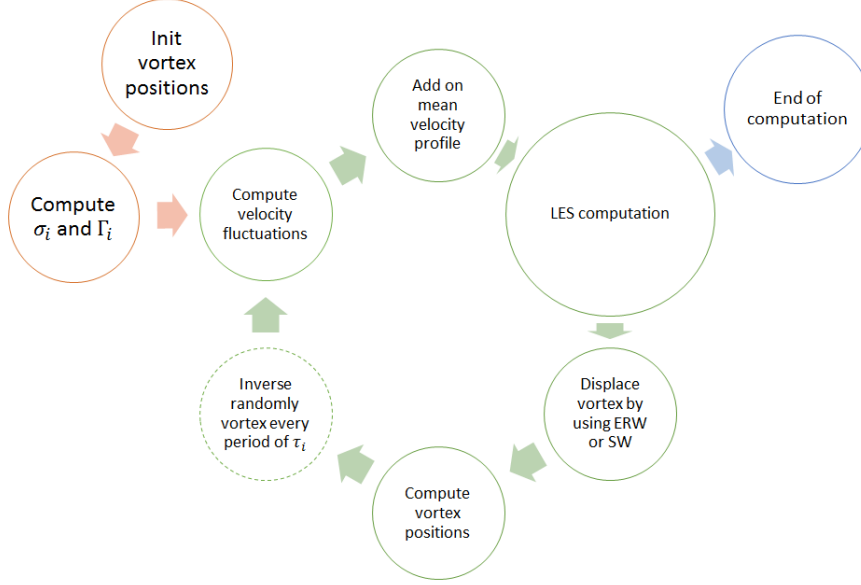 Init
vortex
positions
Compute
σᵢ and Γᵢ
Compute
velocity
fluctuations
Add on
mean
velocity
profile
LES computation
End of
computation
Displace
vortex by
using ERW
or SW
Compute
vortex
positions
Inverse
randomly
vortex every
period of τᵢ